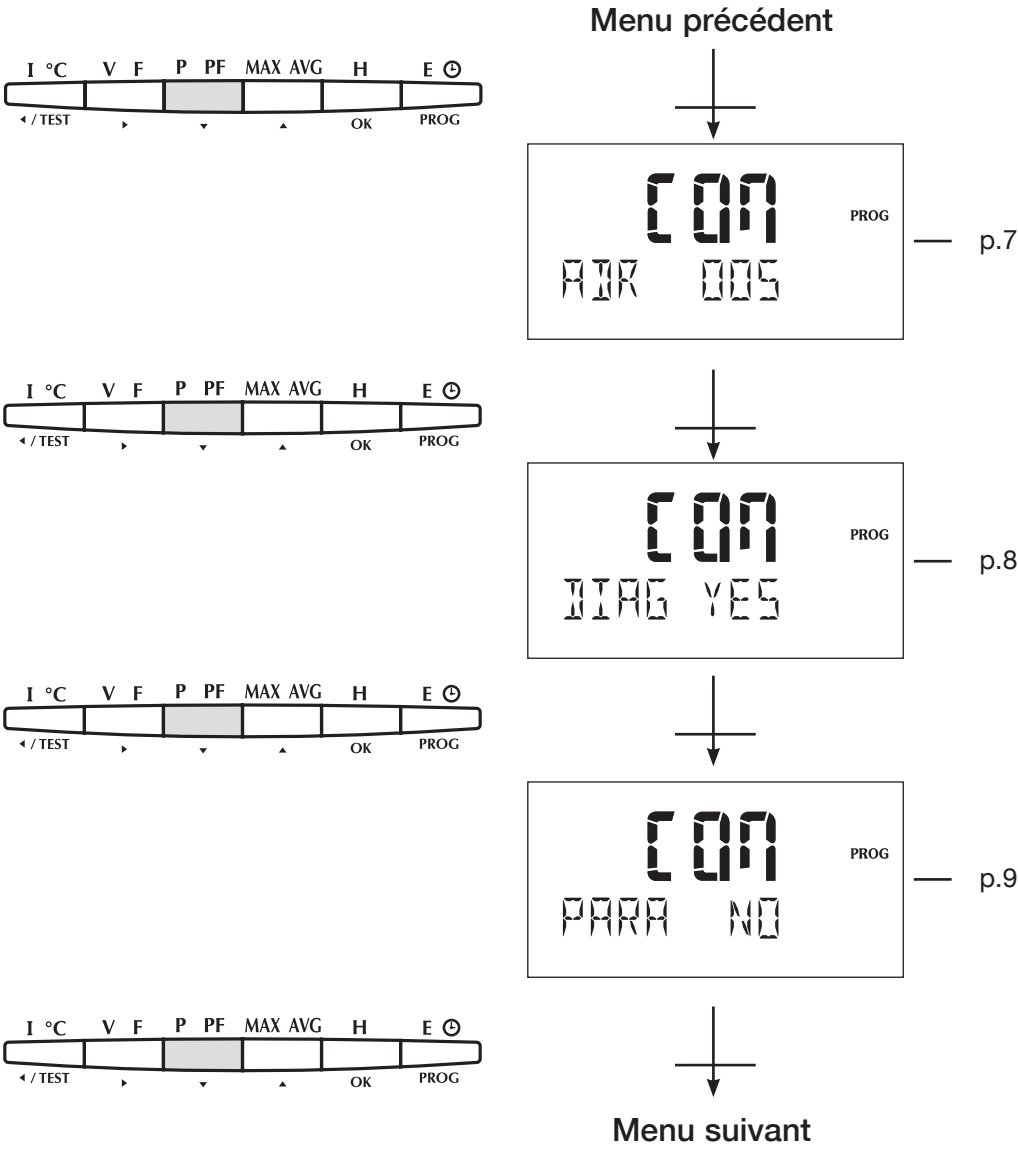 Menu précédent
I °C V F P PF MAX AVG H E
/ TEST OK PROG
COM
PROG
ADR 005
p.7
I °C V F P PF MAX AVG H E
/ TEST OK PROG
COM
PROG
DIAG YES
p.8
I °C V F P PF MAX AVG H E
/ TEST OK PROG
COM
PROG
PARA NO
p.9
I °C V F P PF MAX AVG H E
/ TEST OK PROG
Menu suivant